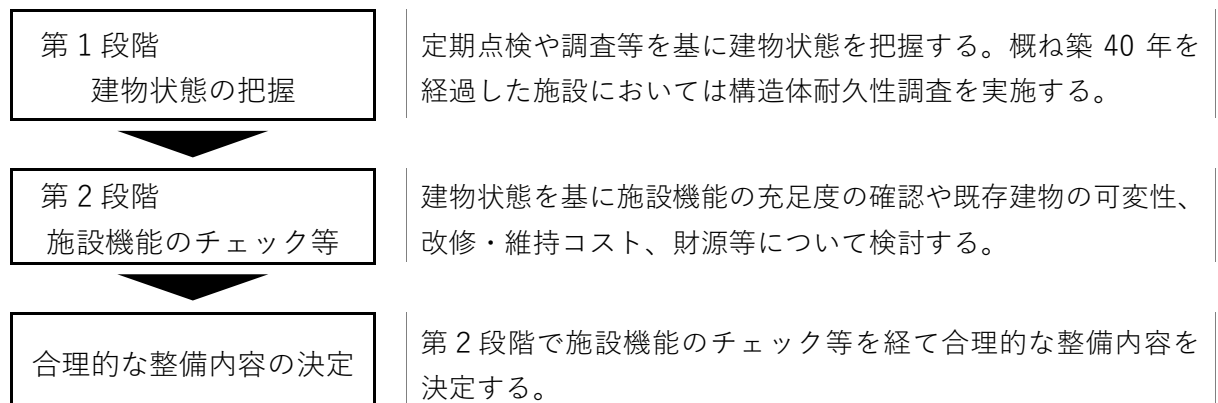 第1段階
建物状態の把握
定期点検や調査等を基に建物状態を把握する。概ね築 40 年を
経過した施設においては構造体耐久性調査を実施する。
第2段階
施設機能のチェック等
建物状態を基に施設機能の充足度の確認や既存建物の可変性、
改修・維持コスト、財源等について検討する。
合理的な整備内容の決定
第2段階で施設機能のチェック等を経て合理的な整備内容を
決定する。